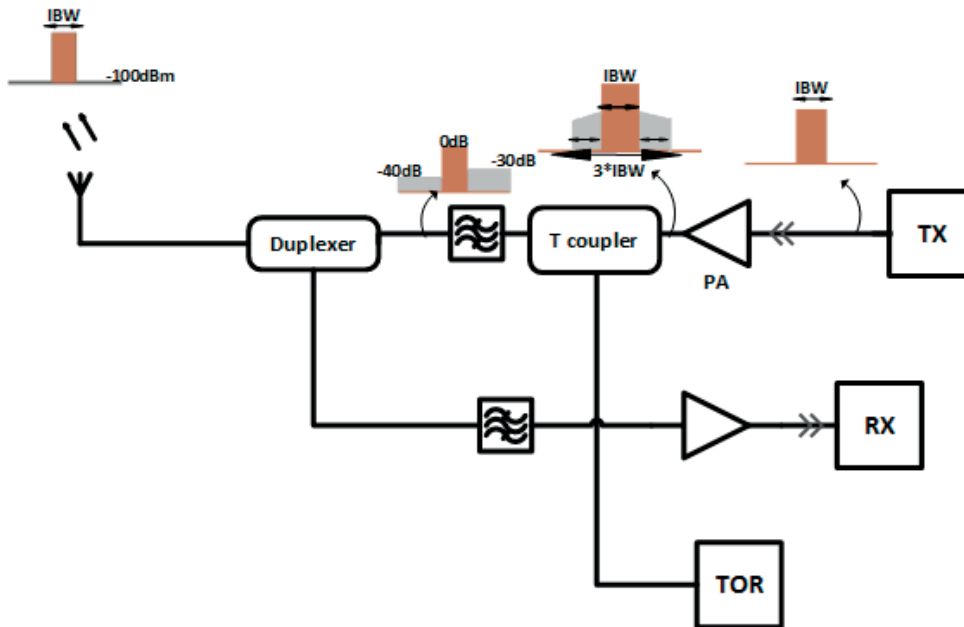 IBW
-100dBm
IBW
IBW
0dB
-40dB
-30dB
3*IBW
Duplexer
T coupler
PA
TX
RX
TOR